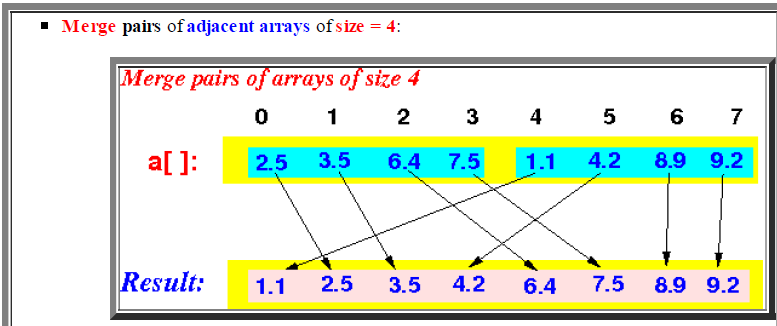 Merge pairs of adjacent arrays of size = 4:
Merge pairs of arrays of size 4
0 1 2 3 4 5 6 7
a[ ]: 2.5 3.5 6.4 7.5 1.1 4.2 8.9 9.2
Result: 1.1 2.5 3.5 4.2 6.4 7.5 8.9 9.2